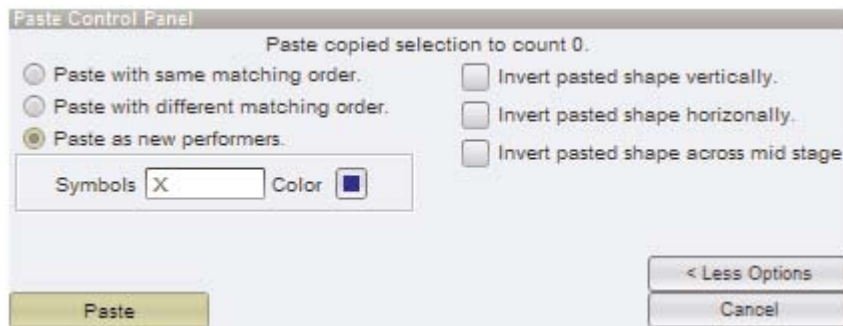 Paste Control Panel
Paste copied selection to count 0.
Paste with same matching order.
Paste with different matching order.
Paste as new performers.
Symbols X Color
Invert pasted shape vertically.
Invert pasted shape horizonally.
Invert pasted shape across mid stage
< Less Options
Paste
Cancel